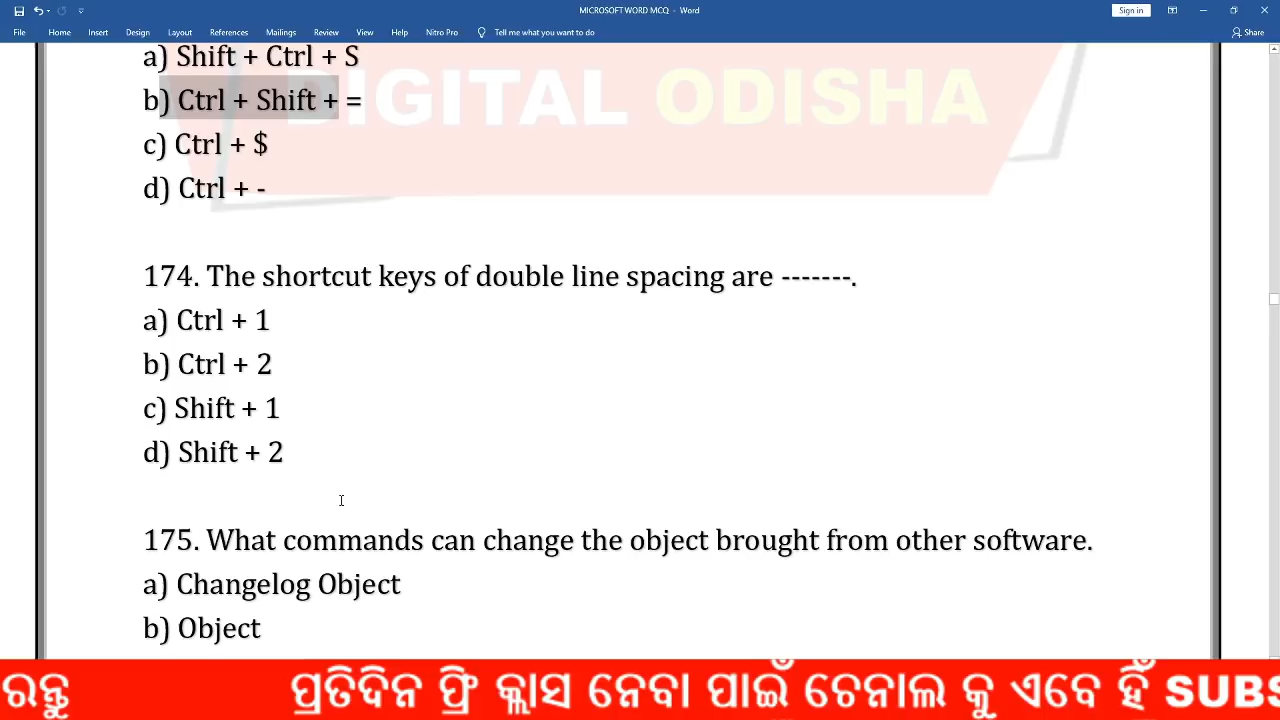 MICROSOFT WORD MCQ - Word
Sign in
File Home Insert Design Layout References Mailings Review View Help Nitro Pro Tell me what you want to do Share
a) Shift + Ctrl + S
b) Ctrl + Shift + =
c) Ctrl + $
d) Ctrl + -
DIGITAL ODISHA
174. The shortcut keys of double line spacing are -------.
a) Ctrl + 1
b) Ctrl + 2
c) Shift + 1
d) Shift + 2
175. What commands can change the object brought from other software.
a) Changelog Object
b) Object
ରନ୍ତୁ ପ୍ରତିଦିନ ଫ୍ରି କ୍ଲାସ ନେବା ପାଇଁ ଚେନାଲ କୁ ଏବେ ହିଁ SUBS